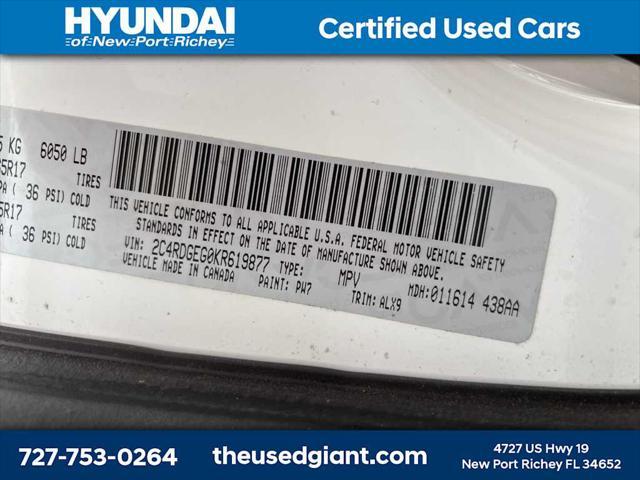 HYUNDAI
of New Port Richey
Certified Used Cars
KG 6050 LB
5R17 TIRES
( 36 PSI) COLD
5R17 TIRES
( 36 PSI) COLD
THIS VEHICLE CONFORMS TO ALL APPLICABLE U.S.A. FEDERAL MOTOR VEHICLE SAFETY
STANDARDS IN EFFECT ON THE DATE OF MANUFACTURE SHOWN ABOVE.
VIN: 2C4RDGEG0KR619877 TYPE: MPV MDH:011614 438AA
MADE IN CANADA PAINT: PW7 TRIM: ALX9
727-753-0264
theusedgiant.com
4727 US Hwy 19
New Port Richey FL 34652